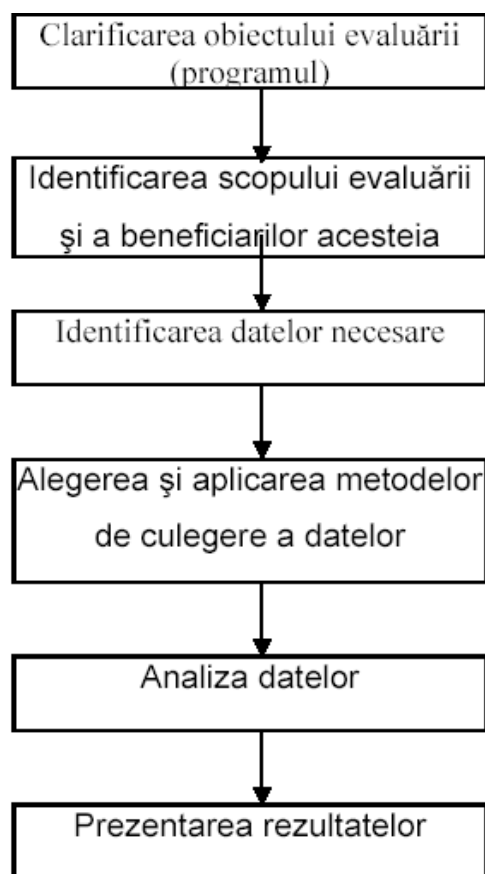 Clarificarea obiectului evaluării
(programul)
Identificarea scopului evaluării
şi a beneficiarilor acesteia
Identificarea datelor necesare
Alegerea şi aplicarea metodelor
de culegere a datelor
Analiza datelor
Prezentarea rezultatelor